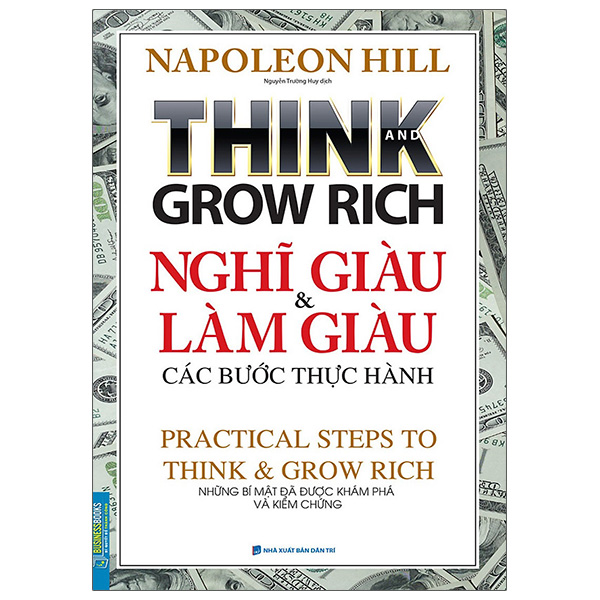 NAPOLEON HILL
Nguyễn Trường Huy dịch
THINK
AND
GROW RICH
NGHĨ GIÀU
&
LÀM GIÀU
CÁC BƯỚC THỰC HÀNH
PRACTICAL STEPS TO
THINK & GROW RICH
NHỮNG BÍ MẬT ĐÃ ĐƯỢC KHÁM PHÁ
VÀ KIỂM CHỨNG
BUSINESSBOOKS
NHÀ XUẤT BẢN DÂN TRÍ